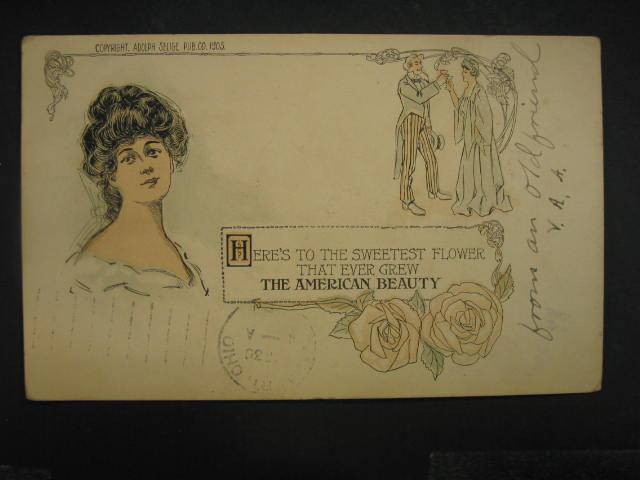 COPYRIGHT, ADOLPH SELIGE PUB. CO. 1905.
HERE'S TO THE SWEETEST FLOWER
THAT EVER GREW
THE AMERICAN BEAUTY
from an old friend
OHIO